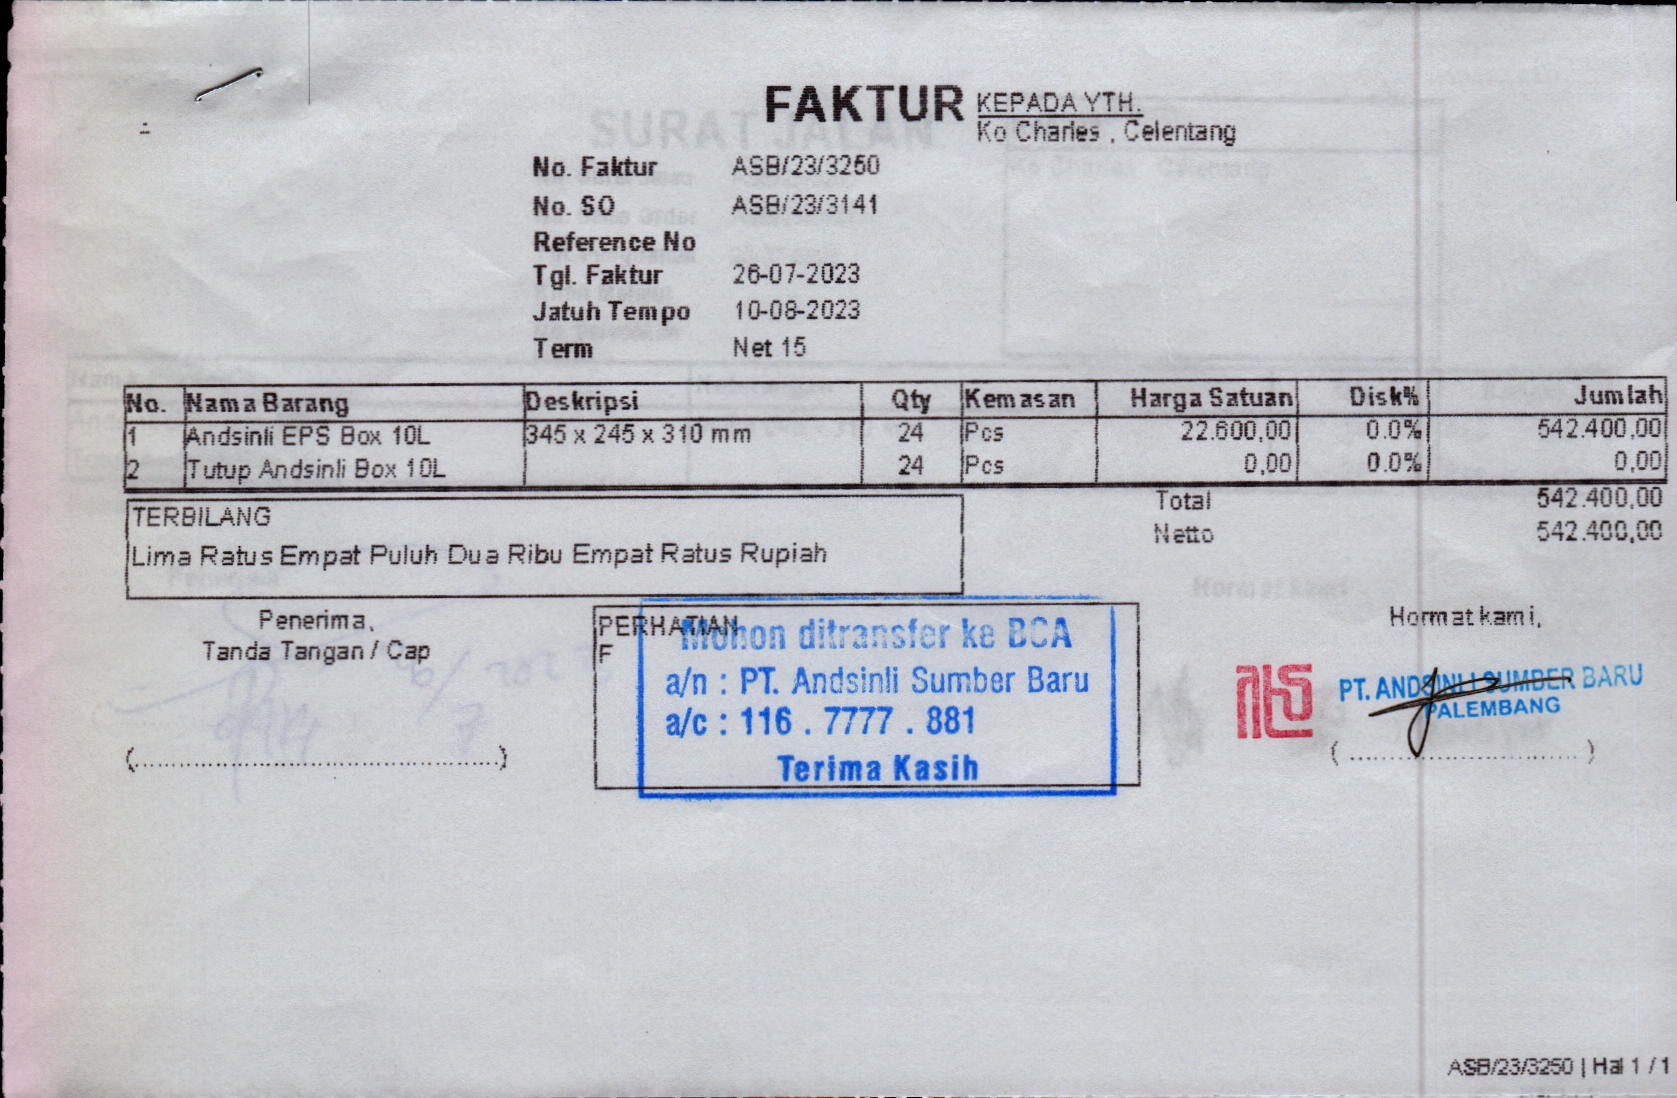 FAKTUR
KEPADA YTH.
Ko Charles , Celentang
No. Faktur ASB/23/3250
No. SO ASB/23/3141
Reference No
Tgl. Faktur 26-07-2023
Jatuh Tempo 10-08-2023
Term Net 15
No. Nama Barang Deskripsi Qty Kemasan Harga Satuan Disk% Jumlah
1 Andsinli EPS Box 10L 345 x 245 x 310 mm 24 Pcs 22.600,00 0.0% 542.400,00
2 Tutup Andsinli Box 10L 24 Pcs 0,00 0.0% 0,00
Total 542.400,00
Netto 542.400,00
TERBILANG
Lima Ratus Empat Puluh Dua Ribu Empat Ratus Rupiah
Penerima,
Tanda Tangan / Cap
(...........................................)
PERHATIAN
F
Mohon ditransfer ke BCA
a/n : PT. Andsinli Sumber Baru
a/c : 116 . 7777 . 881
Terima Kasih
Hormat kami,
PT. ANDSINLI SUMBER BARU
PALEMBANG
(...........................)
SURAT JALAN
Hormat kami
ASB/23/3250 | Hal 1 / 1